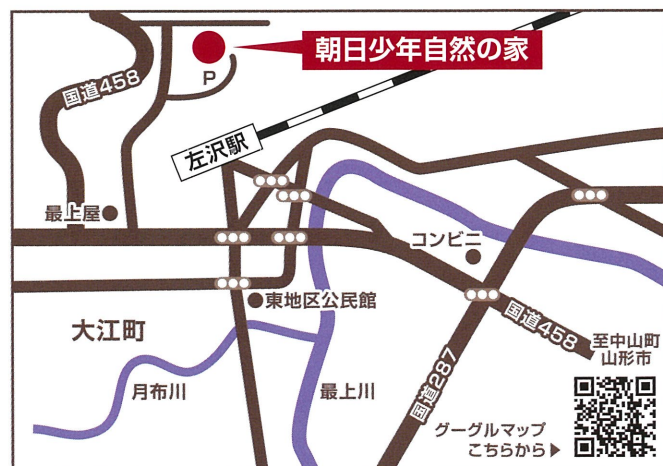 朝日少年自然の家
P
国道458
左沢駅
最上屋
コンビニ
東地区公民館
大江町
国道458
至中山町
山形市
月布川
最上川
国道287
グーグルマップ
こちらから▶